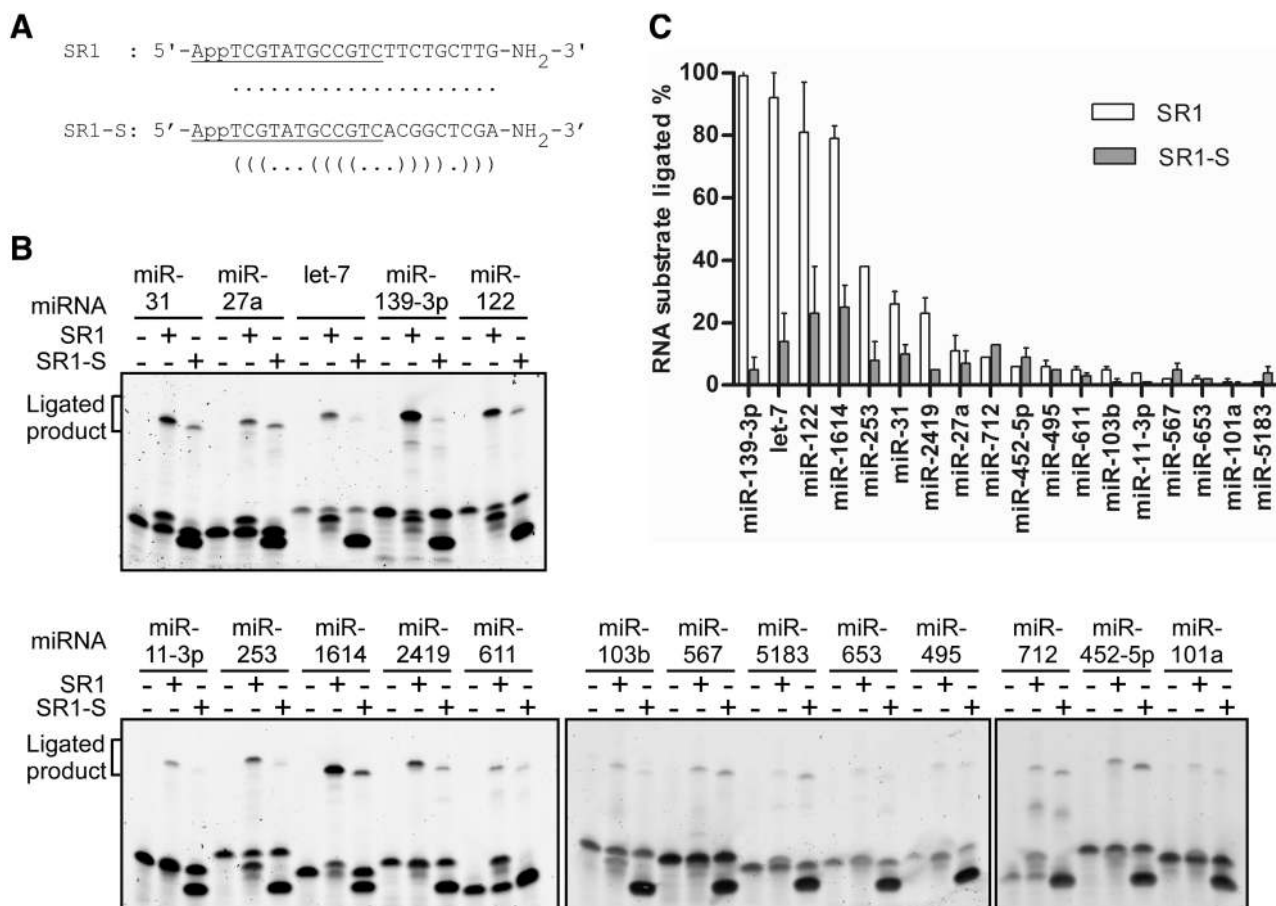 A
SR1 : 5'-AppTCGTATGCCGTCTTCTGCTTG-NH2-3'
....................
SR1-S: 5′-AppTCGTATGCCGTCACGGCTCGA-NH2-3′
(((...((((...)))).)))
B
miRNA miR-31 miR-27a let-7 miR-139-3p miR-122
SR1 - + - - + - - + - - + - - + -
SR1-S - - + - - + - - + - - + - - +
Ligated product
miRNA miR-11-3p miR-253 miR-1614 miR-2419 miR-611 miR-103b miR-567 miR-5183 miR-653 miR-495 miR-712 miR-452-5p miR-101a
SR1 - + - - + - - + - - + - - + - - + - - + - - + - - + - - + - - + - - + - - + -
SR1-S - - + - - + - - + - - + - - + - - + - - + - - + - - + - - + - - + - - + - - +
Ligated product
C
RNA substrate ligated %
100
80
60
40
20
0
SR1
SR1-S
miR-139-3p
let-7
miR-122
miR-1614
miR-253
miR-31
miR-2419
miR-27a
miR-712
miR-452-5p
miR-495
miR-611
miR-103b
miR-11-3p
miR-567
miR-653
miR-101a
miR-5183